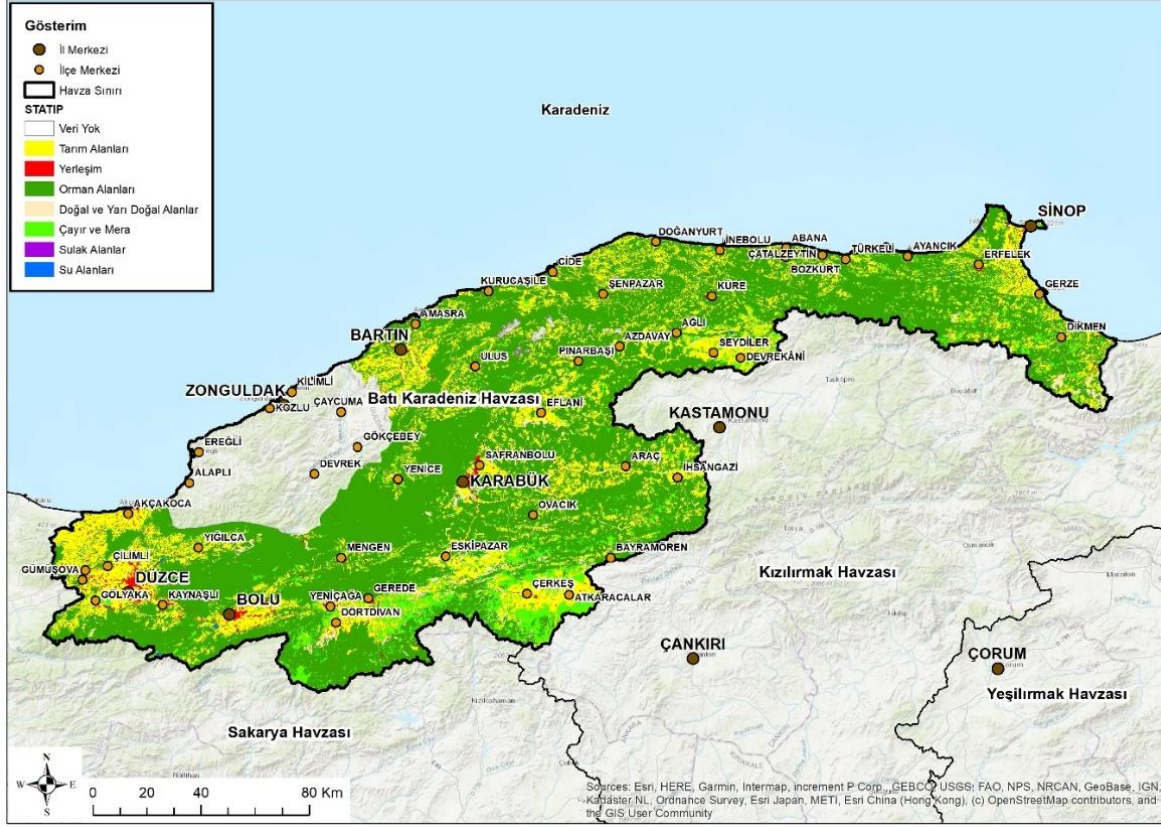 Gösterim
İl Merkezi
İlçe Merkezi
Havza Sınırı
STATIP
Veri Yok
Tarım Alanları
Yerleşim
Orman Alanları
Doğal ve Yarı Doğal Alanlar
Çayır ve Mera
Sulak Alanlar
Su Alanları
Karadeniz
SİNOP
DOĞANYURT
İNEBOLU
ABANA
ÇATALZEYTİN
TÜRKELİ
AYANCIK
BOZKURT
ERFELEK
CİDE
KURUCAŞİLE
ŞENPAZAR
KÜRE
GERZE
AMASRA
AĞLI
DİKMEN
BARTIN
AZDAVAY
SEYDİLER
ULUS
PINARBAŞI
DEVREKÂNİ
Taşköprü
KİLİMLİ
ZONGULDAK
ÇAYCUMA
Batı Karadeniz Havzası
KOZLU
EFLANİ
KASTAMONU
Kastamonu
GÖKÇEBEY
EREĞLİ
SAFRANBOLU
ARAÇ
ALAPLI
DEVREK
YENİCE
KARABÜK
İHSANGAZİ
OVACIK
AKÇAKOCA
YIĞILCA
MENGEN
ESKİPAZAR
BAYRAMÖREN
Osmancık
ÇİLİMLİ
GÜMÜŞOVA
DÜZCE
Kızılırmak Havzası
GÖLYAKA
KAYNAŞLI
BOLU
YENİÇAĞA
GEREDE
ÇERKEŞ
ATKARACALAR
DÖRTDİVAN
ÇANKIRI
ÇORUM
Yeşilırmak Havzası
Kızılcahamam
Sakarya Havzası
N
W
E
S
0
20
40
80 Km
Sources: Esri, HERE, Garmin, Intermap, increment P Corp., GEBCO, USGS, FAO, NPS, NRCAN, GeoBase, IGN,
Kadaster NL, Ordnance Survey, Esri Japan, METI, Esri China (Hong Kong), (c) OpenStreetMap contributors, and
the GIS User Community